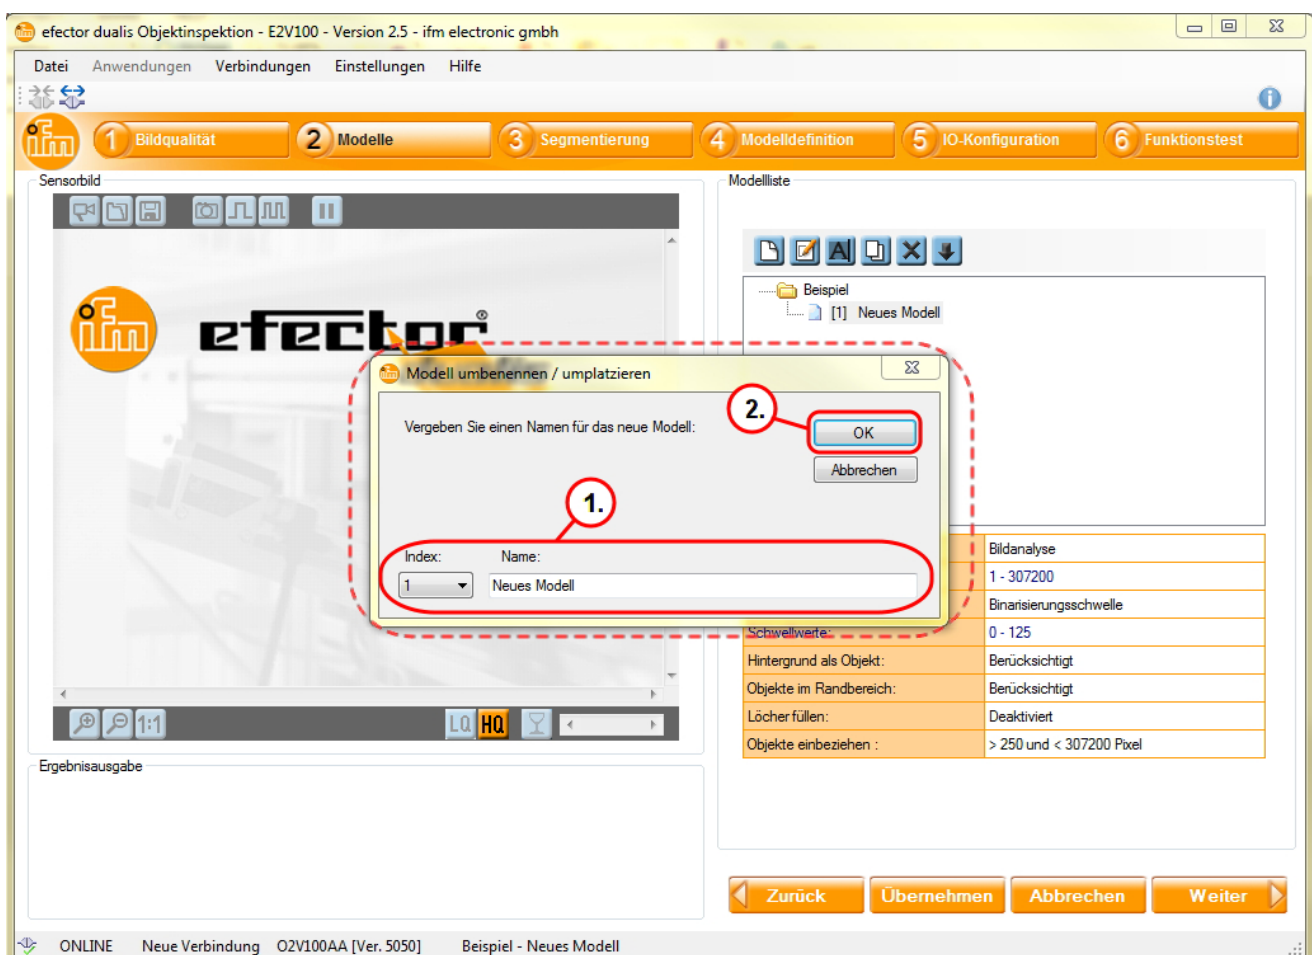 efector dualis Objektinspektion - E2V100 - Version 2.5 - ifm electronic gmbh
Datei Anwendungen Verbindungen Einstellungen Hilfe
ifm 1 Bildqualität 2 Modelle 3 Segmentierung 4 Modelldefinition 5 IO-Konfiguration 6 Funktionstest
Sensorbild
Modellliste
ifm efector®
Beispiel
[1] Neues Modell
Modell umbenennen / umplatzieren
Vergeben Sie einen Namen für das neue Modell:
2.
OK
Abbrechen
1.
Index: Name:
1 Neues Modell
Bildanalyse
1 - 307200
Binarisierungsschwelle
Schwellwerte: 0 - 125
Hintergrund als Objekt: Berücksichtigt
Objekte im Randbereich: Berücksichtigt
Löcher füllen: Deaktiviert
Objekte einbeziehen : > 250 und < 307200 Pixel
1:1 LQ HQ
Ergebnisausgabe
Zurück Übernehmen Abbrechen Weiter
ONLINE Neue Verbindung O2V100AA [Ver. 5050] Beispiel - Neues Modell